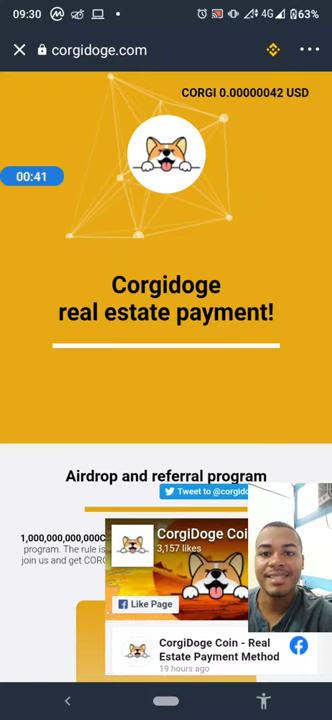 09:30
4G
63%
corgidoge.com
CORGI 0.00000042 USD
00:41
Corgidoge
real estate payment!
Airdrop and referral program
Tweet to @corgido
1,000,000,000,000C
program. The rule is
join us and get CORG
CorgiDoge Coi
3,157 likes
Like Page
CorgiDoge Coin - Real
Estate Payment Method
19 hours ago